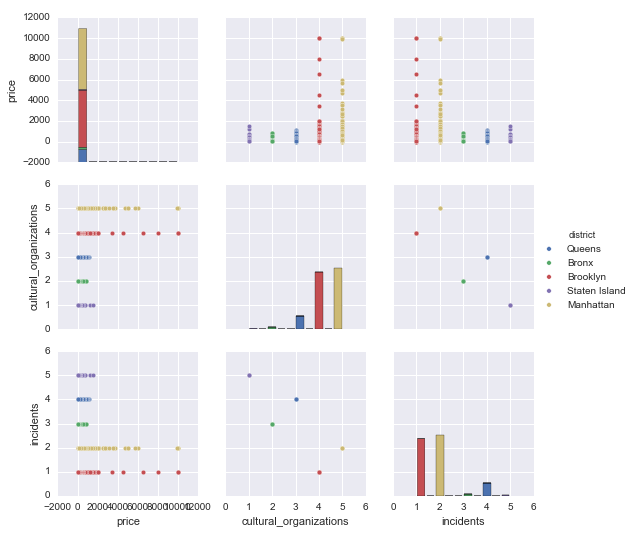 12000
10000
8000
6000
4000
2000
0
−2000
price
6
5
4
3
2
1
0
cultural_organizations
district
Queens
Bronx
Brooklyn
Staten Island
Manhattan
6
5
4
3
2
1
0
incidents
−2000 0 2000 4000 6000 8000 10000 12000
price
0 1 2 3 4 5 6
cultural_organizations
0 1 2 3 4 5 6
incidents